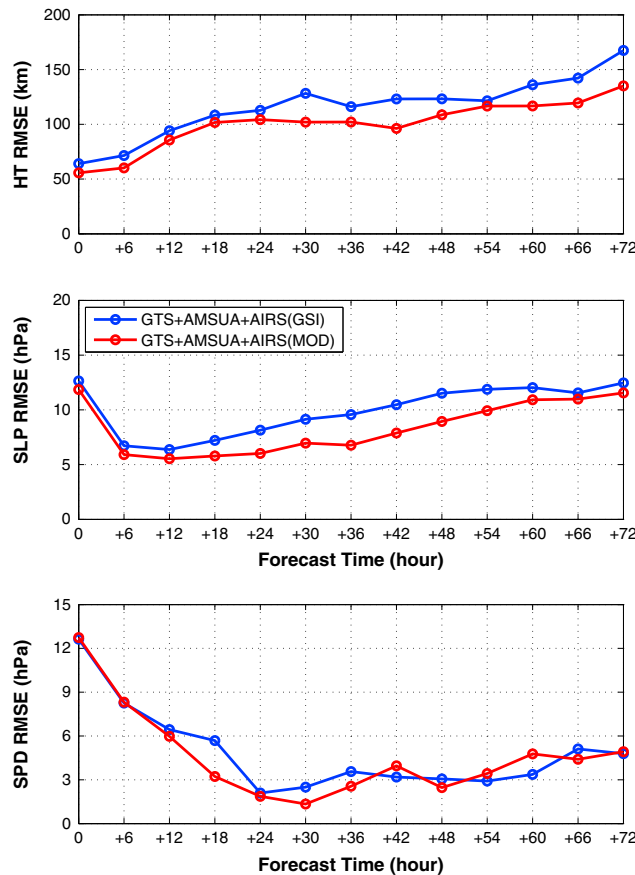 HT RMSE (km)
200
150
100
50
0
0 +6 +12 +18 +24 +30 +36 +42 +48 +54 +60 +66 +72
SLP RMSE (hPa)
20
15
10
5
0
GTS+AMSUA+AIRS(GSI)
GTS+AMSUA+AIRS(MOD)
0 +6 +12 +18 +24 +30 +36 +42 +48 +54 +60 +66 +72
Forecast Time (hour)
SPD RMSE (hPa)
15
12
9
6
3
0
0 +6 +12 +18 +24 +30 +36 +42 +48 +54 +60 +66 +72
Forecast Time (hour)